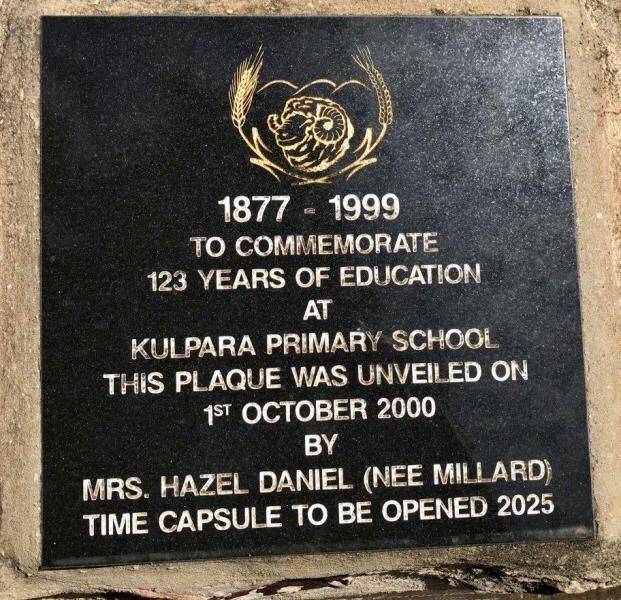 1877 - 1999
TO COMMEMORATE
123 YEARS OF EDUCATION
AT
KULPARA PRIMARY SCHOOL
THIS PLAQUE WAS UNVEILED ON
1ST OCTOBER 2000
BY
MRS. HAZEL DANIEL (NEE MILLARD)
TIME CAPSULE TO BE OPENED 2025